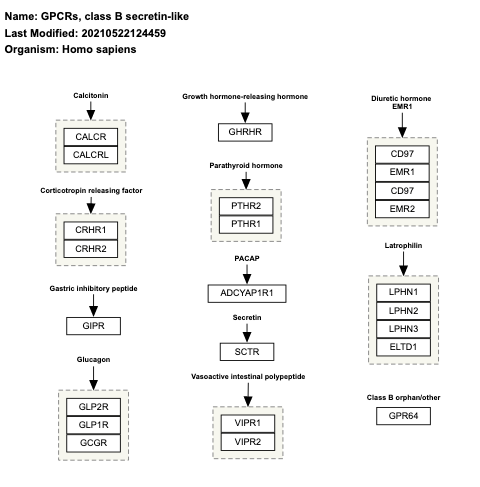 Name: GPCRs, class B secretin-like
Last Modified: 20210522124459
Organism: Homo sapiens
Calcitonin
CALCR
CALCRL
Corticotropin releasing factor
CRHR1
CRHR2
Gastric inhibitory peptide
GIPR
Glucagon
GLP2R
GLP1R
GCGR
Growth hormone-releasing hormone
GHRHR
Parathyroid hormone
PTHR2
PTHR1
PACAP
ADCYAP1R1
Secretin
SCTR
Vasoactive intestinal polypeptide
VIPR1
VIPR2
Diuretic hormone
EMR1
CD97
EMR1
CD97
EMR2
Latrophilin
LPHN1
LPHN2
LPHN3
ELTD1
Class B orphan/other
GPR64